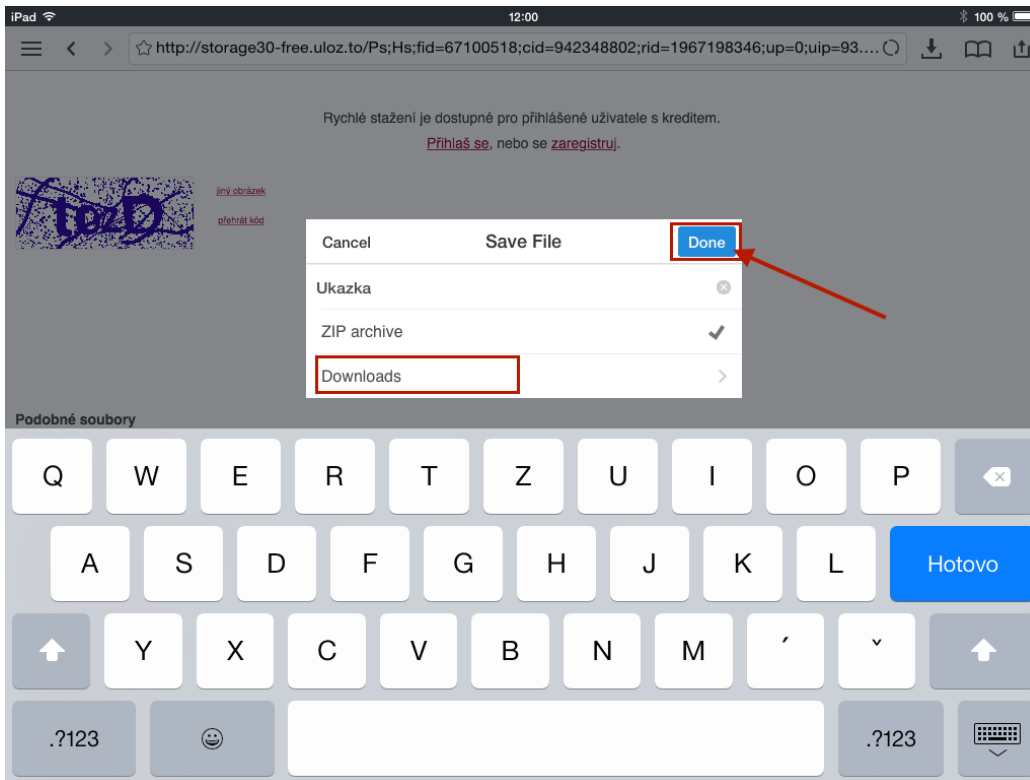 iPad 12:00 100 %
http://storage30-free.uloz.to/Ps;Hs;fid=67100518;cid=942348802;rid=1967198346;up=0;uip=93....
Rychlé stažení je dostupné pro přihlášené uživatele s kreditem.
Přihlaš se, nebo se zaregistruj.
jiný obrázek
přehrát kód
Cancel Save File Done
Ukazka
ZIP archive
Downloads
Podobné soubory
Q W E R T Z U I O P
A S D F G H J K L Hotovo
Y X C V B N M ´ ˇ
.?123 .?123